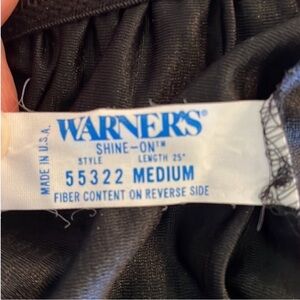 MADE IN U.S.A.
WARNER'S®
SHINE-ON™
STYLE LENGTH 25"
55322 MEDIUM
FIBER CONTENT ON REVERSE SIDE